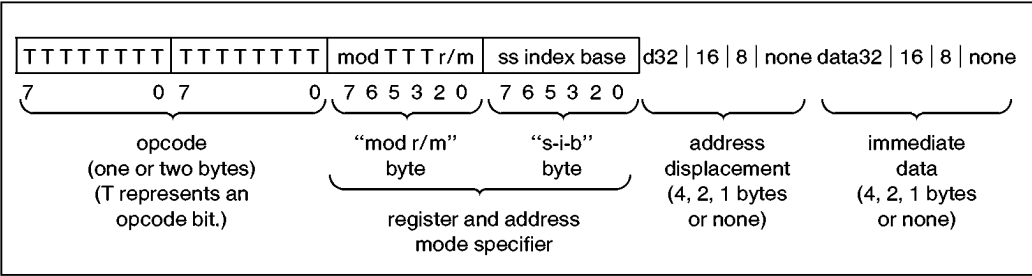 TTTTTTTT TTTTTTTT mod TTT r/m ss index base d32 | 16 | 8 | none data32 | 16 | 8 | none
7 0 7 0 7 6 5 3 2 0 7 6 5 3 2 0
opcode “mod r/m” “s-i-b” address immediate
(one or two bytes) byte byte displacement data
(T represents an (4, 2, 1 bytes (4, 2, 1 bytes
opcode bit.) register and address or none) or none)
mode specifier